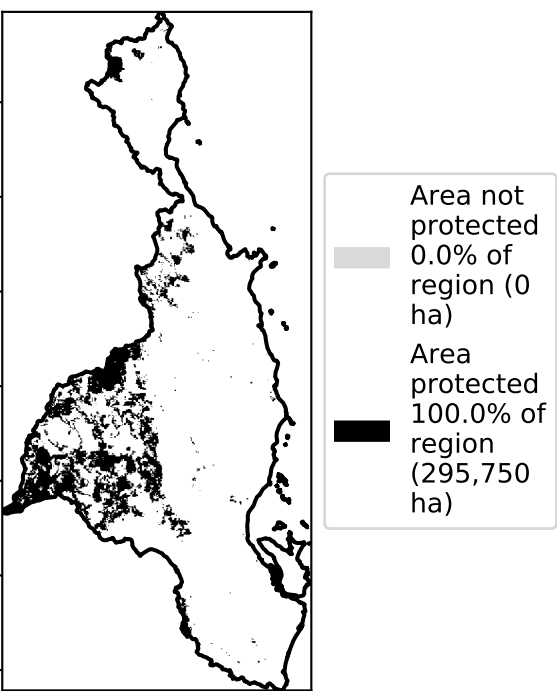 Area not
protected
0.0% of
region (0
ha)
Area
protected
100.0% of
region
(295,750
ha)